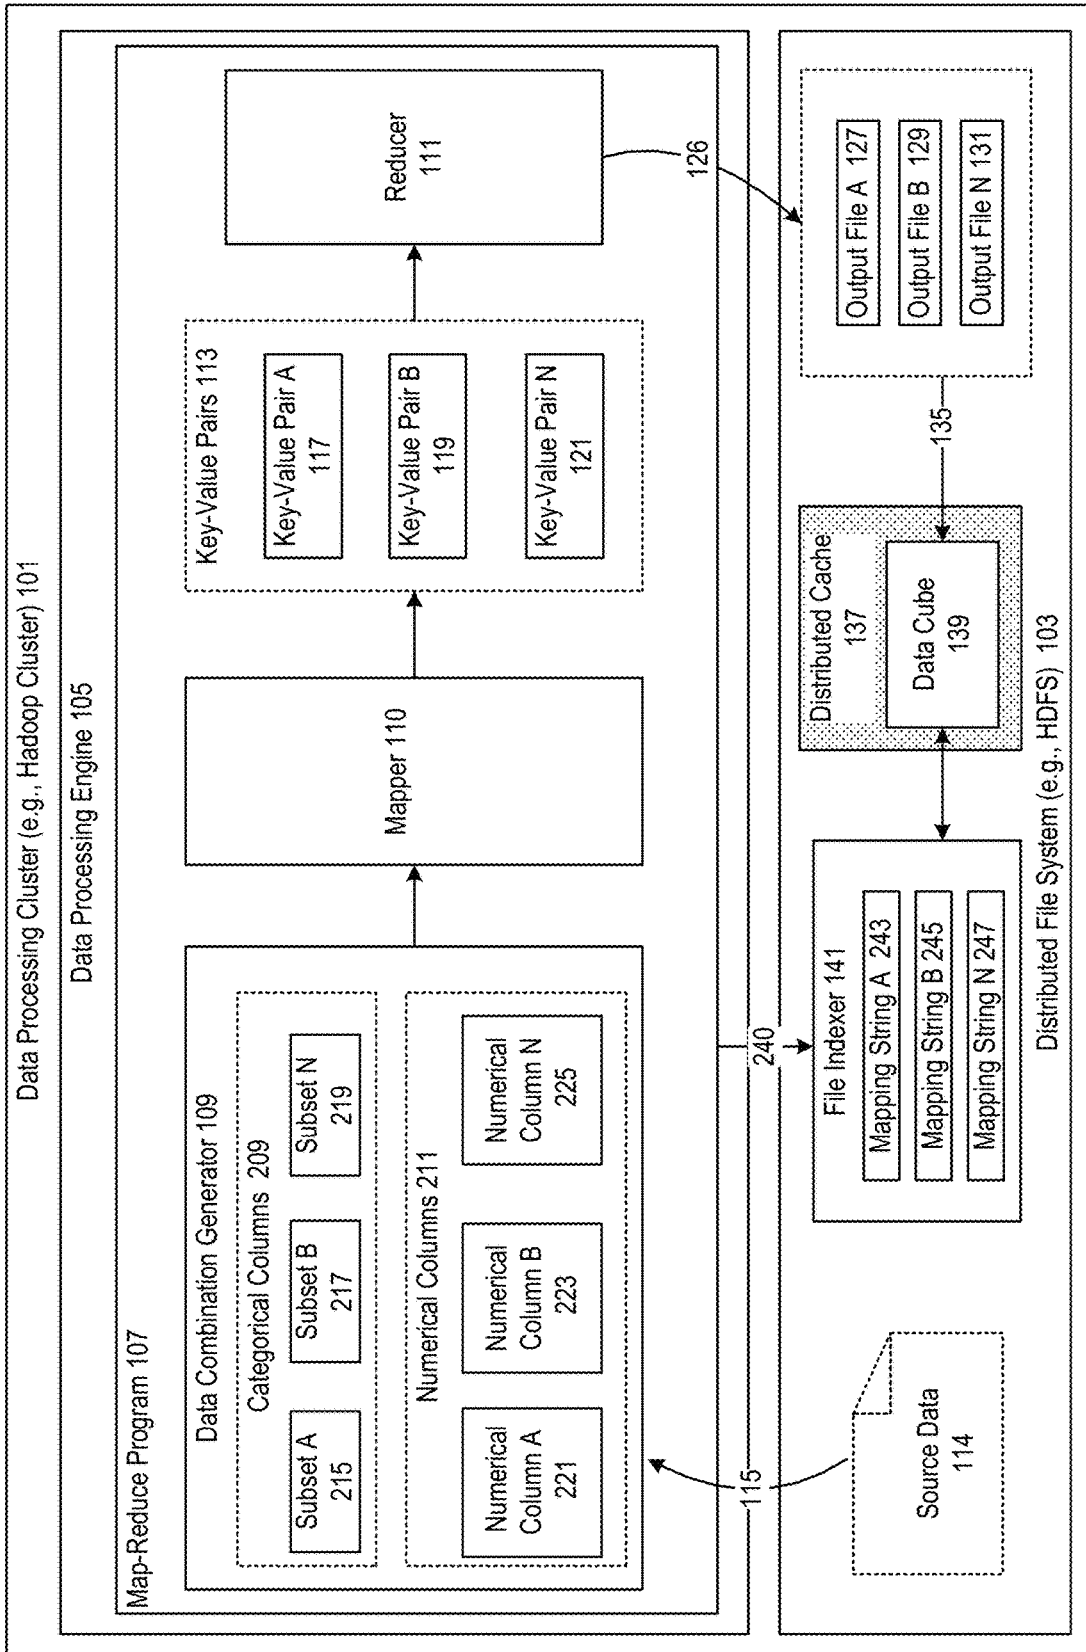 Data Processing Cluster (e.g., Hadoop Cluster) 101
Data Processing Engine 105
Map-Reduce Program 107
Data Combination Generator 109
Categorical Columns 209
Subset A
215
Subset B
217
Subset N
219
Numerical Columns 211
Numerical
Column A
221
Numerical
Column B
223
Numerical
Column N
225
Mapper 110
Key-Value Pairs 113
Key-Value Pair A
117
Key-Value Pair B
119
Key-Value Pair N
121
Reducer
111
115
240
126
Source Data
114
File Indexer 141
Mapping String A 243
Mapping String B 245
Mapping String N 247
Distributed Cache
137
Data Cube
139
135
Output File A 127
Output File B 129
Output File N 131
Distributed File System (e.g., HDFS) 103